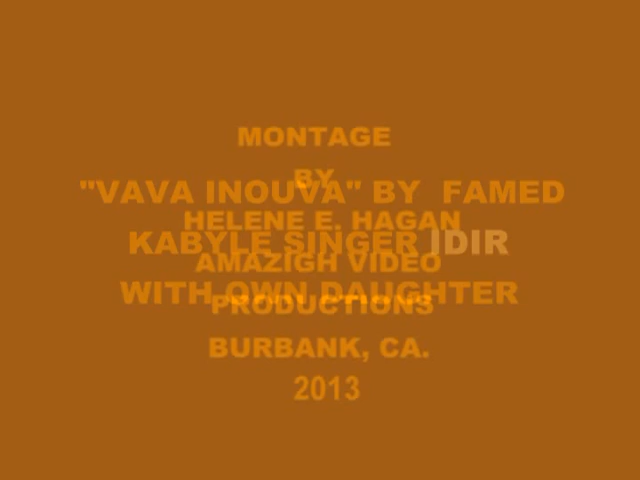 MONTAGE
BY
"VAVA INOUVA" BY FAMED
HELENE E. HAGAN
KABYLE SINGER IDIR
AMAZIGH VIDEO
WITH OWN DAUGHTER
PRODUCTIONS
BURBANK, CA.
2013